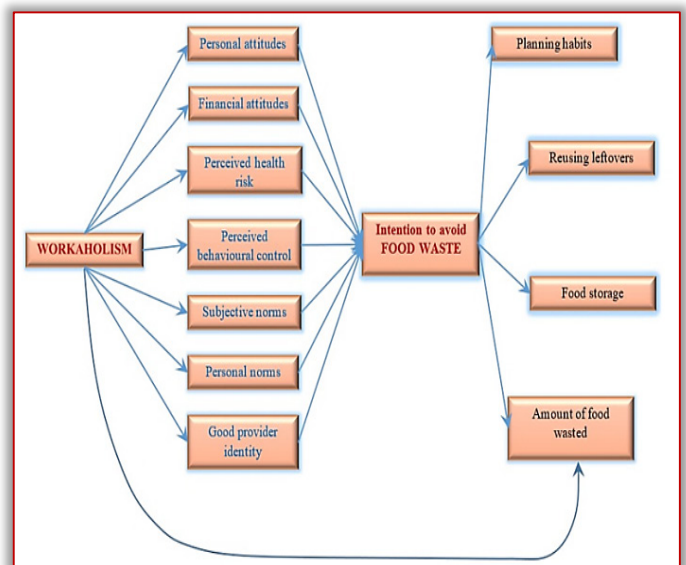 Personal attitudes
Financial attitudes
Perceived health
risk
WORKAHOLISM
Perceived
behavioural control
Subjective norms
Personal norms
Good provider
identity
Intention to avoid
FOOD WASTE
Planning habits
Reusing leftovers
Food storage
Amount of food
wasted